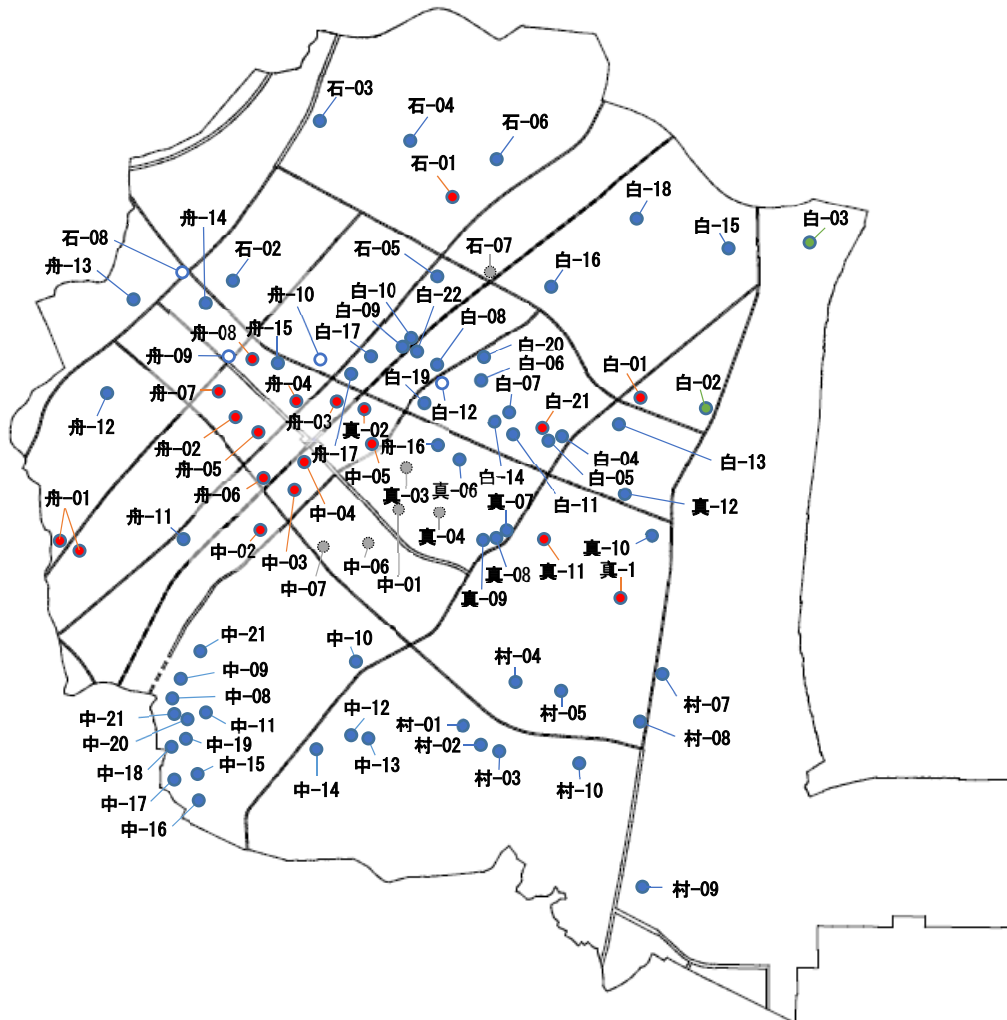 石-03
石-04
石-06
石-01
白-18
舟-14
白-15
白-03
石-08
石-02
石-05
石-07
舟-13
白-16
白-10
舟-10
白-22
白-09
白-08
舟-08
舟-15
白-17
白-20
舟-09
白-06
白-01
舟-04
白-19
白-07
白-02
舟-07
白-12
白-21
舟-03
真-02
舟-12
舟-02
舟-17
舟-16
白-04
白-13
舟-05
中-05
白-14
白-05
舟-06
真-03
真-06
舟-01
真-07
白-11
真-12
中-04
舟-11
真-04
中-02
中-03
真-10
中-06
真-08
真-11
真-1
中-07
中-01
真-09
中-21
中-10
村-04
中-09
村-07
中-08
村-05
中-12
中-21
中-11
村-01
村-08
中-20
村-02
中-19
中-13
中-18
村-03
中-15
中-14
村-10
中-17
中-16
村-09